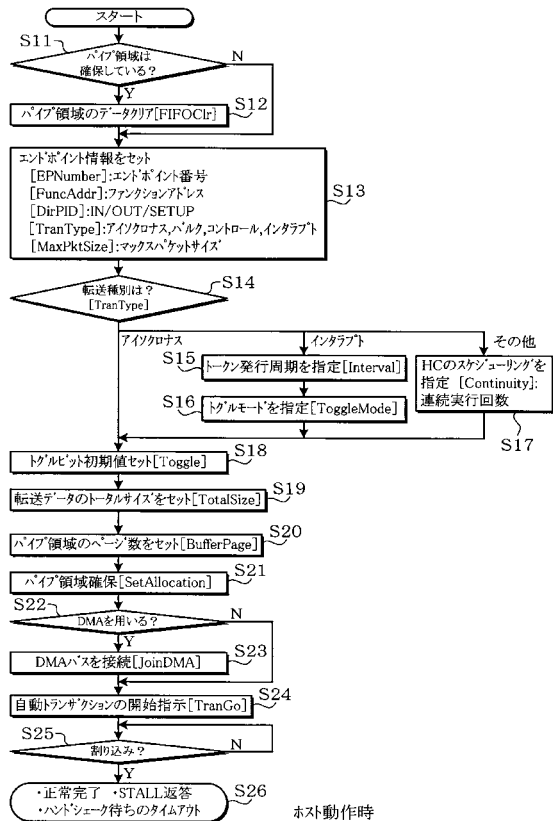 スタート
S11
パイプ領域は
確保している？
N
Y
S12
パイプ領域のデータクリア[FIFOClr]
エンドポイント情報をセット
[EPNumber]:エンドポイント番号
[FuncAddr]:ファンクションアドレス
[DirPID]:IN/OUT/SETUP
[TranType]:アイソクロナス,バルク,コントロール,インタラプト
[MaxPktSize]:マックスパケットサイズ
S13
S14
転送種別は？
[TranType]
アイソクロナス
インタラプト
その他
S15
トークン発行周期を指定[Interval]
HCのスケジューリングを
指定 [Continuity]:
連続実行回数
S16
トグルモードを指定[ToggleMode]
S17
S18
トグルビット初期値セット[Toggle]
S19
転送データのトータルサイズをセット[TotalSize]
S20
パイプ領域のページ数をセット[BufferPage]
S21
パイプ領域確保[SetAllocation]
S22
DMAを用いる？
N
Y
S23
DMAバスを接続[JoinDMA]
S24
自動トランザクションの開始指示[TranGo]
S25
割り込み？
N
Y
・正常完了 ・STALL返答
・ハンドシェーク待ちのタイムアウト
S26
ホスト動作時